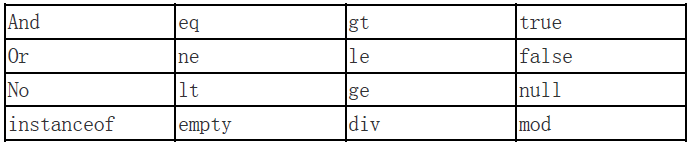 And eq gt true
Or ne le false
No lt ge null
instanceof empty div mod